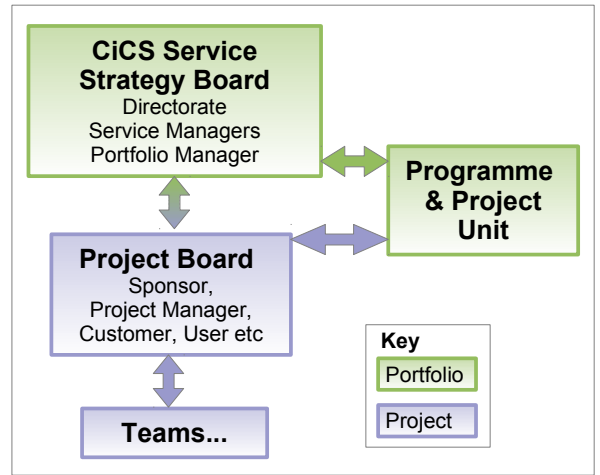 CiCS Service
Strategy Board
Directorate
Service Managers
Portfolio Manager
Programme
& Project
Unit
Project Board
Sponsor,
Project Manager,
Customer, User etc
Teams...
Key
Portfolio
Project